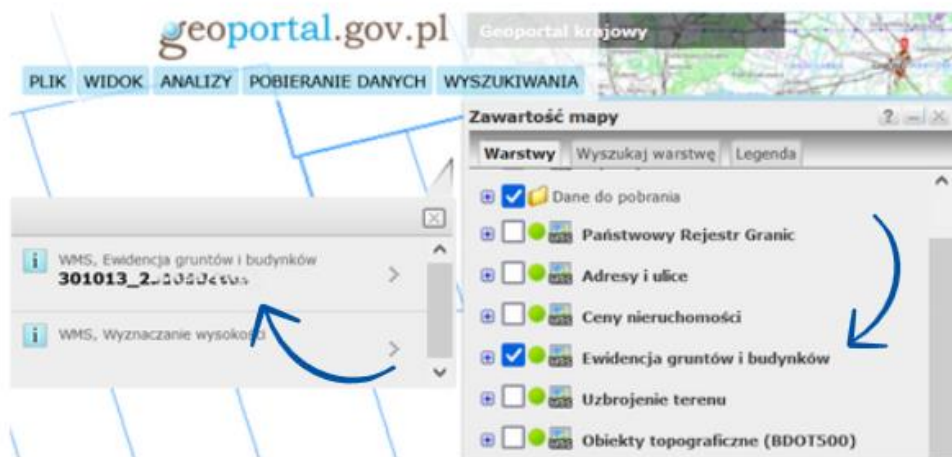 geoportal.gov.pl
Geoportal krajowy
PLIK WIDOK ANALIZY POBIERANIE DANYCH WYSZUKIWANIA
Zawartość mapy
Warstwy Wyszukaj warstwę Legenda
Dane do pobrania
Państwowy Rejestr Granic
Adresy i ulice
Ceny nieruchomości
Ewidencja gruntów i budynków
Uzbrojenie terenu
Obiekty topograficzne (BDOT500)
WMS, Ewidencja gruntów i budynków
301013_2.
WMS, Wyznaczanie wysokości